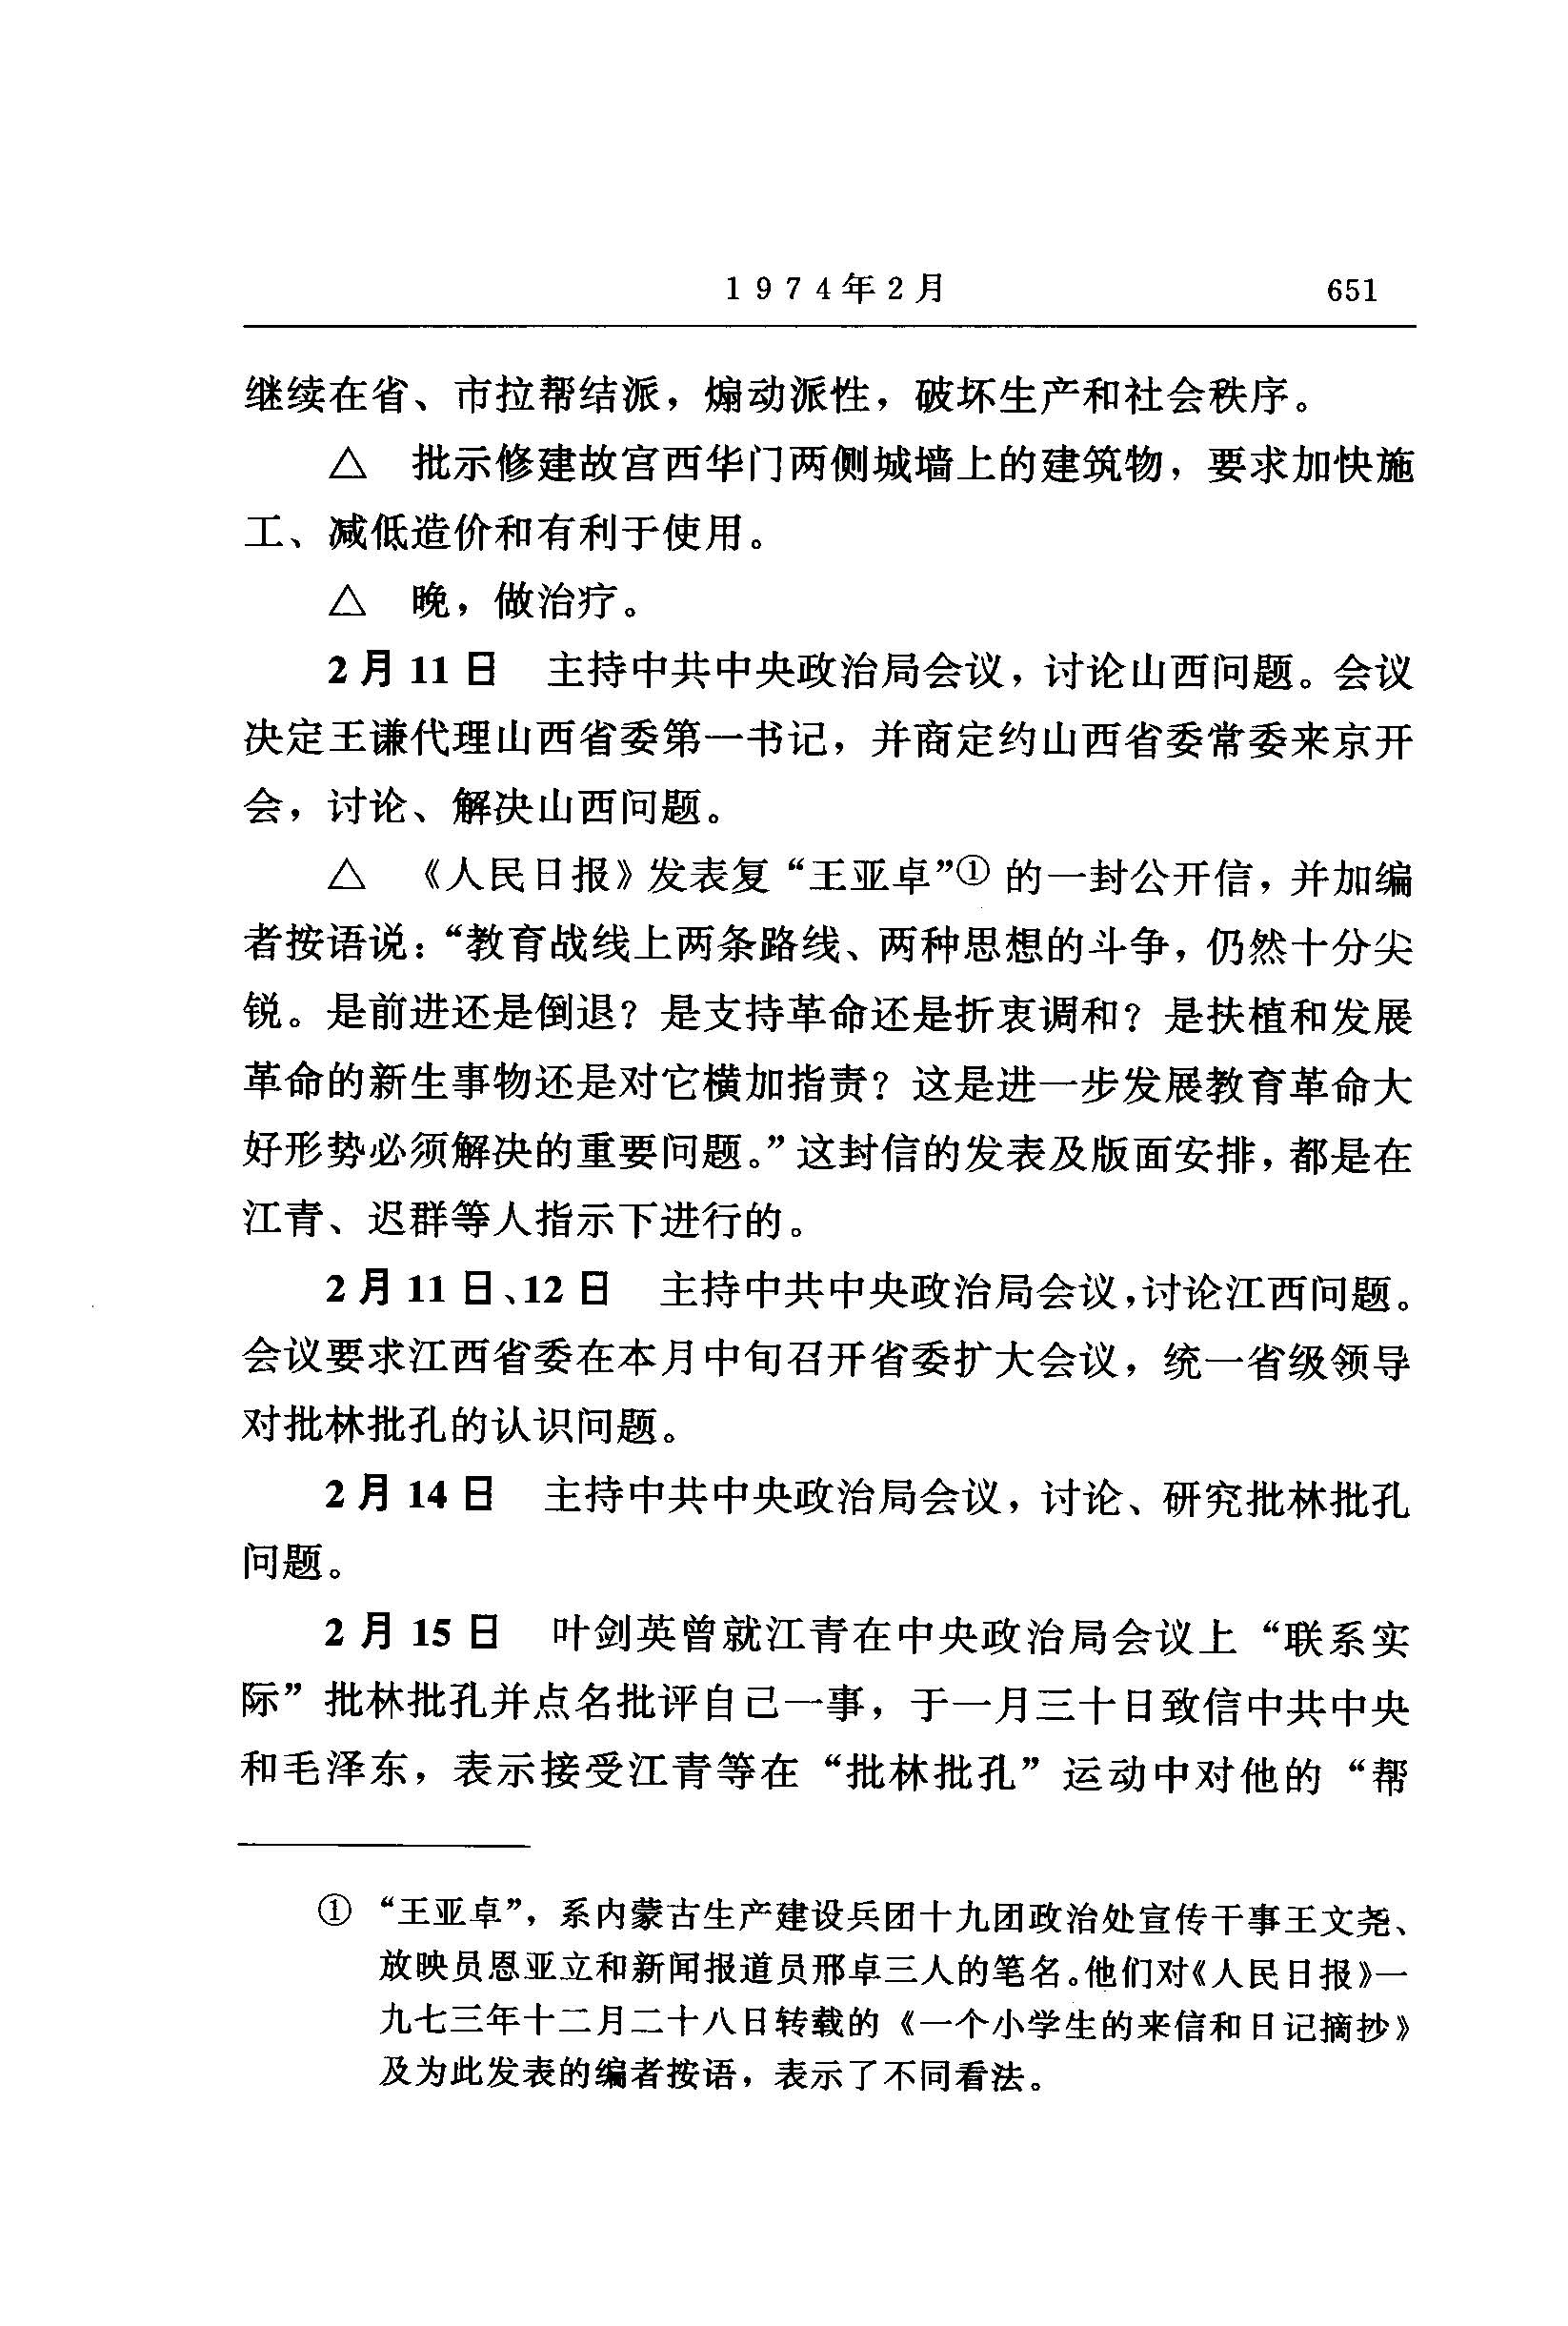 1974年2月 651
继续在省、市拉帮结派，煽动派性，破坏生产和社会秩序。
△ 批示修建故宫西华门两侧城墙上的建筑物，要求加快施
工、减低造价和有利于使用。
△ 晚，做治疗。
2月11日 主持中共中央政治局会议，讨论山西问题。会议
决定王谦代理山西省委第一书记，并商定约山西省委常委来京开
会，讨论、解决山西问题。
△ 《人民日报》发表复“王亚卓”① 的一封公开信，并加编
者按语说：“教育战线上两条路线、两种思想的斗争，仍然十分尖
锐。是前进还是倒退？是支持革命还是折衷调和？是扶植和发展
革命的新生事物还是对它横加指责？这是进一步发展教育革命大
好形势必须解决的重要问题。”这封信的发表及版面安排，都是在
江青、迟群等人指示下进行的。
2月11日、12日 主持中共中央政治局会议，讨论江西问题。
会议要求江西省委在本月中旬召开省委扩大会议，统一省级领导
对批林批孔的认识问题。
2月14日 主持中共中央政治局会议，讨论、研究批林批孔
问题。
2月15日 叶剑英曾就江青在中央政治局会议上“联系实
际”批林批孔并点名批评自己一事，于一月三十日致信中共中央
和毛泽东，表示接受江青等在“批林批孔”运动中对他的“帮
① “王亚卓”，系内蒙古生产建设兵团十九团政治处宣传干事王文尧、
放映员恩亚立和新闻报道员邢卓三人的笔名。他们对《人民日报》一
九七三年十二月二十八日转载的《一个小学生的来信和日记摘抄》
及为此发表的编者按语，表示了不同看法。